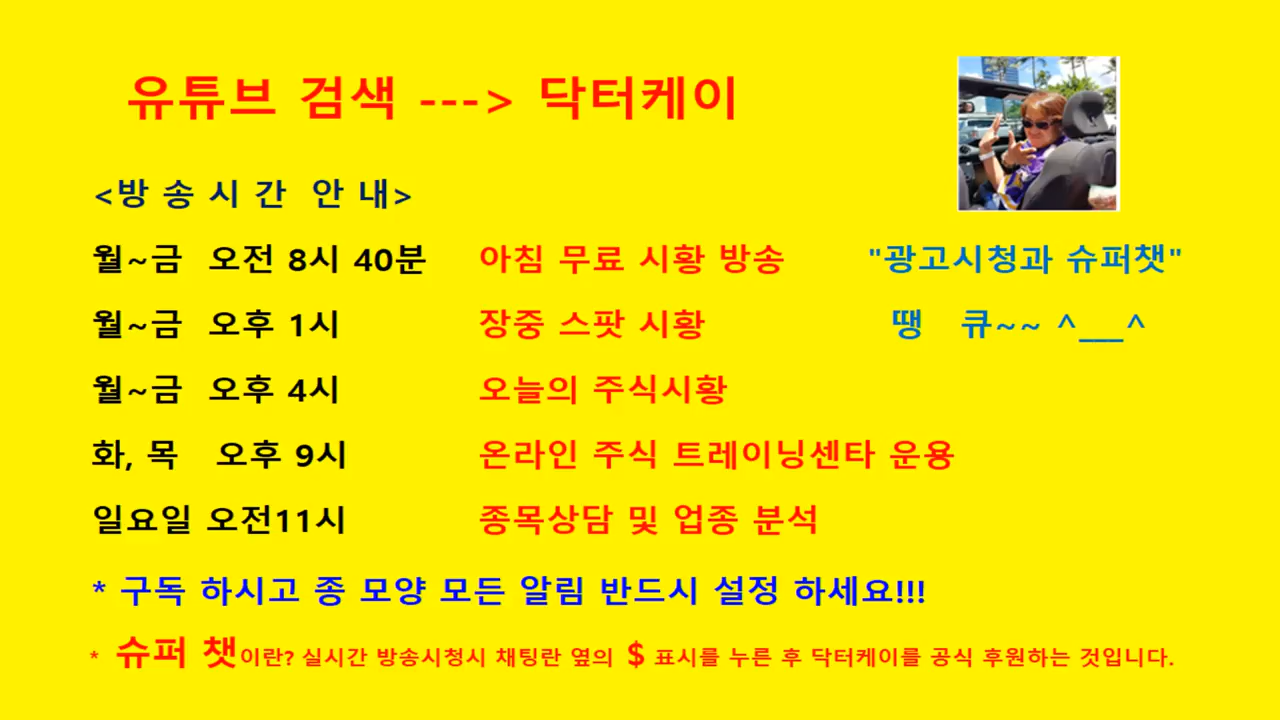 유튜브 검색 ---> 닥터케이
<방 송 시 간 안 내>
월~금 오전 8시 40분 아침 무료 시황 방송 "광고시청과 슈퍼챗"
월~금 오후 1시 장중 스팟 시황 땡 큐~~ ^___^
월~금 오후 4시 오늘의 주식시황
화, 목 오후 9시 온라인 주식 트레이닝센타 운용
일요일 오전11시 종목상담 및 업종 분석
* 구독 하시고 종 모양 모든 알림 반드시 설정 하세요!!!
* 슈퍼 챗이란? 실시간 방송시청시 채팅란 옆의 $ 표시를 누른 후 닥터케이를 공식 후원하는 것입니다.